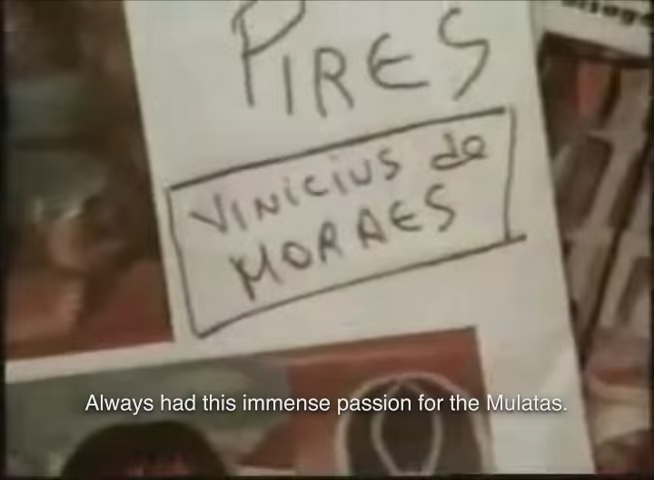 PIRES
VINICIUS de
MORAES
Always had this immense passion for the Mulatas.